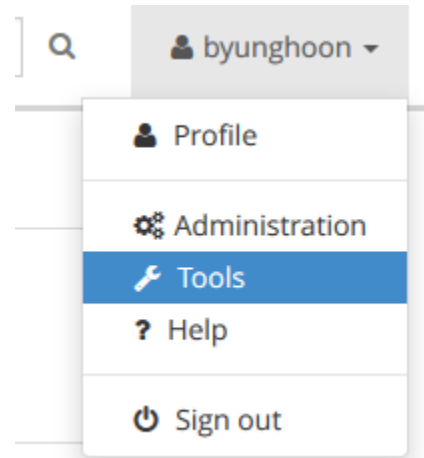 byunghoon
Profile
Administration
Tools
? Help
Sign out